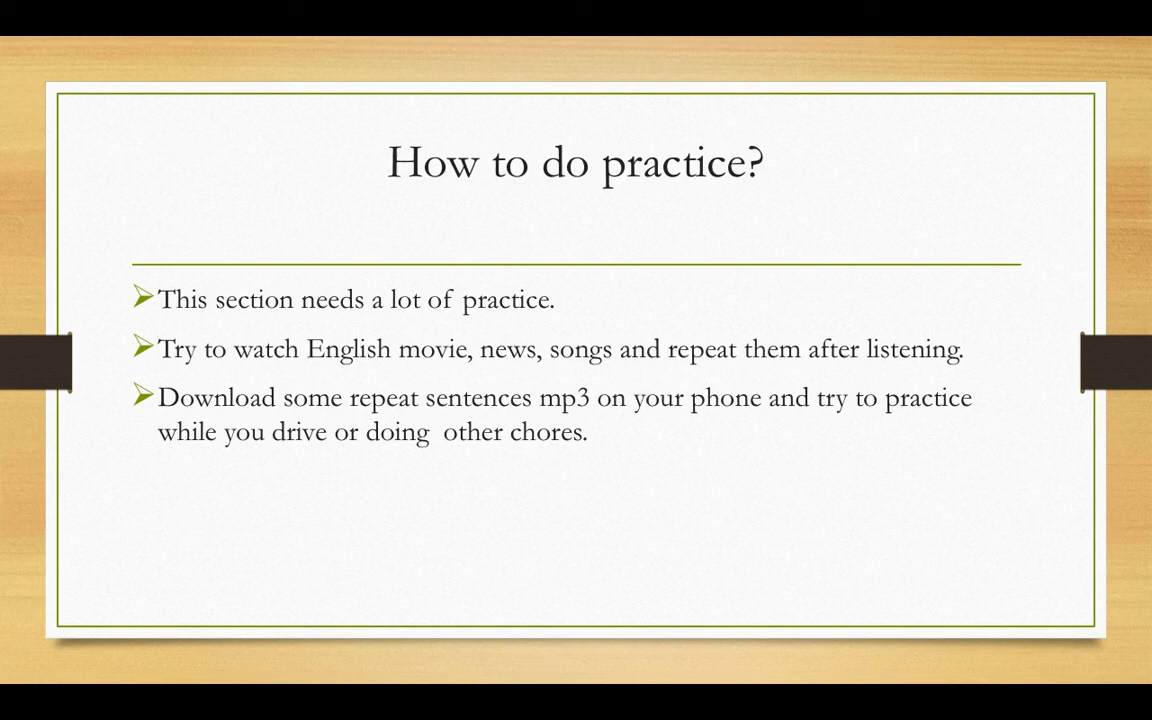 How to do practice?
This section needs a lot of practice.
Try to watch English movie, news, songs and repeat them after listening.
Download some repeat sentences mp3 on your phone and try to practice
while you drive or doing  other chores.